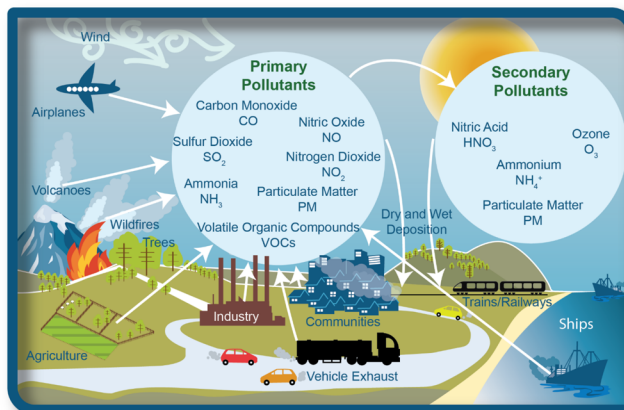 Wind
Airplanes
Volcanoes
Wildfires
Trees
Agriculture
Primary
Pollutants
Carbon Monoxide
CO
Nitric Oxide
NO
Sulfur Dioxide
SO₂
Nitrogen Dioxide
NO₂
Ammonia
NH₃
Particulate Matter
PM
Volatile Organic Compounds
VOCs
Secondary
Pollutants
Nitric Acid
HNO₃
Ozone
O₃
Ammonium
NH₄⁺
Particulate Matter
PM
Dry and Wet
Deposition
Industry
Communities
Trains/Railways
Ships
Vehicle Exhaust